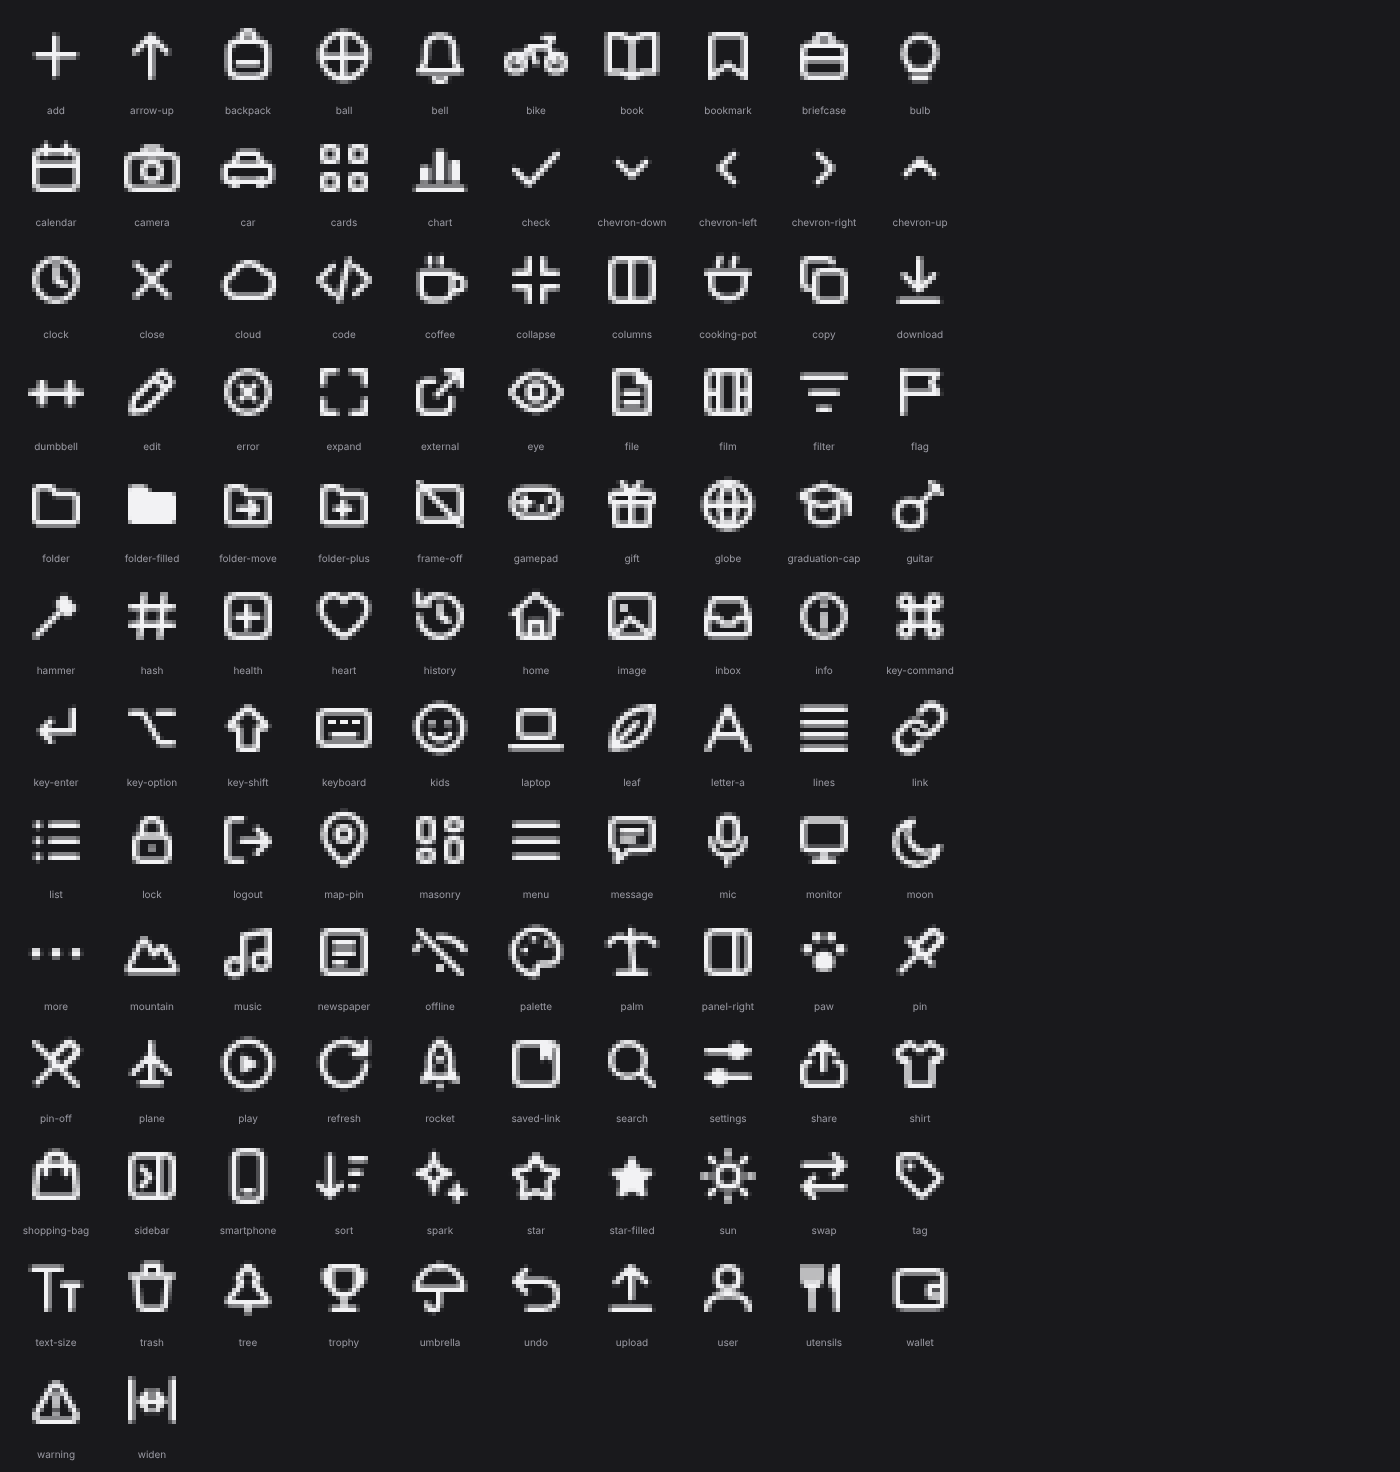 add arrow-up backpack ball bell bike book bookmark briefcase bulb
calendar camera car cards chart check chevron-down chevron-left chevron-right chevron-up
clock close cloud code coffee collapse columns cooking-pot copy download
dumbbell edit error expand external eye file film filter flag
folder folder-filled folder-move folder-plus frame-off gamepad gift globe graduation-cap guitar
hammer hash health heart history home image inbox info key-command
key-enter key-option key-shift keyboard kids laptop leaf letter-a lines link
list lock logout map-pin masonry menu message mic monitor moon
more mountain music newspaper offline palette palm panel-right paw pin
pin-off plane play refresh rocket saved-link search settings share shirt
shopping-bag sidebar smartphone sort spark star star-filled sun swap tag
text-size trash tree trophy umbrella undo upload user utensils wallet
warning widen